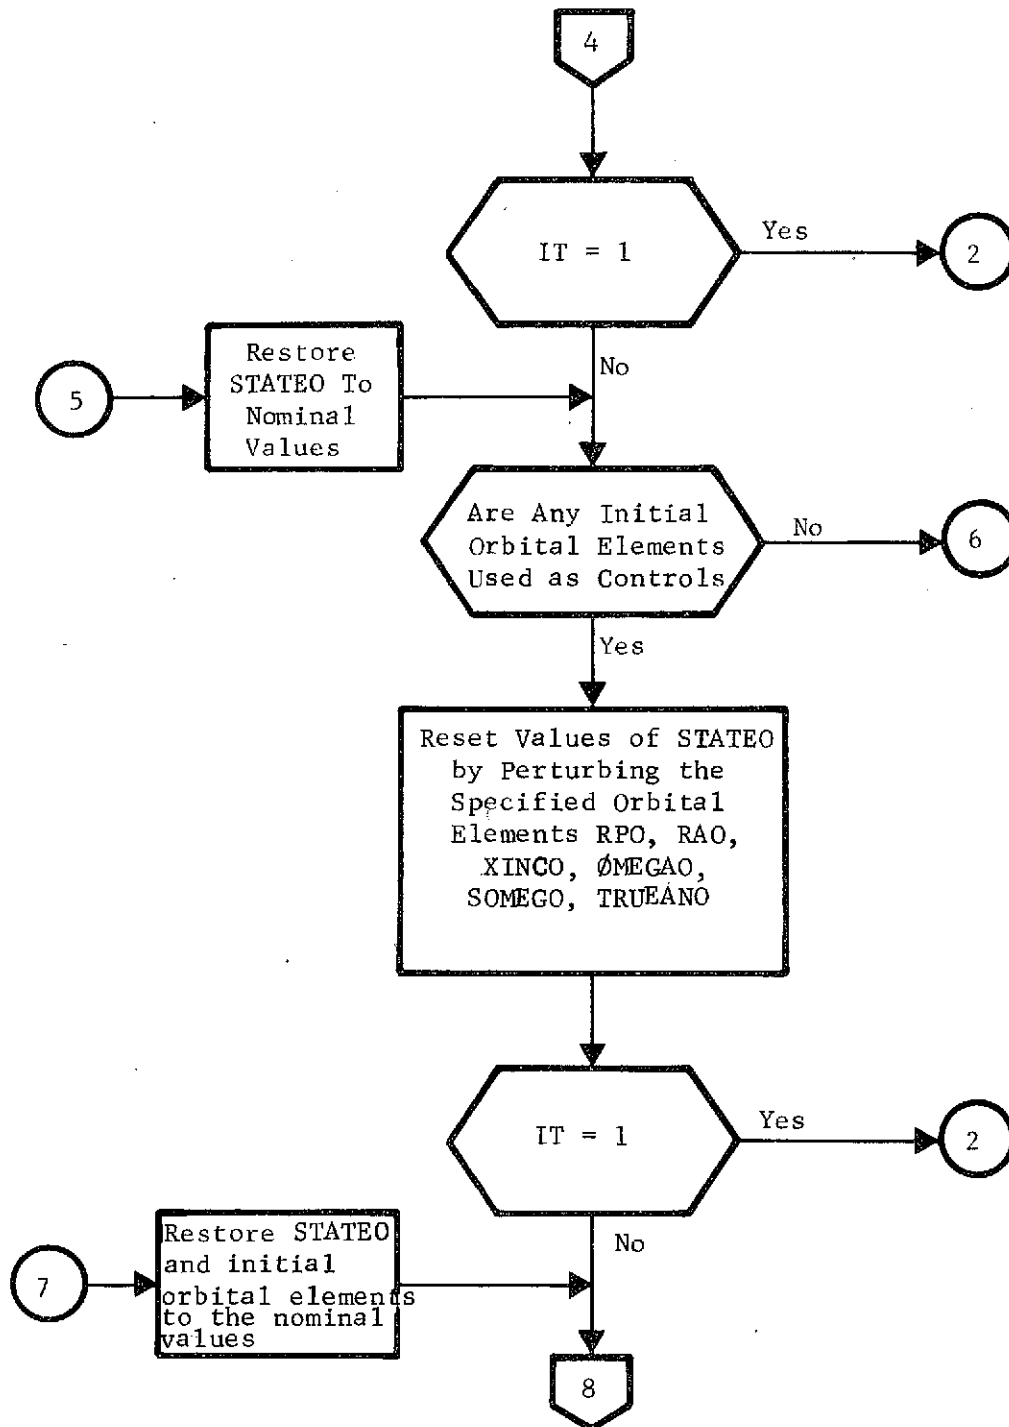 4
IT = 1
Yes
2
No
Restore
STATEO To
Nominal
Values
5
Are Any Initial
Orbital Elements
Used as Controls
No
6
Yes
Reset Values of STATEO
by Perturbing the
Specified Orbital
Elements RPO, RAO,
XINCO, ØMEGAO,
SOMEGO, TRUEANO
IT = 1
Yes
2
No
Restore STATEO
and initial
orbital elements
to the nominal
values
7
8